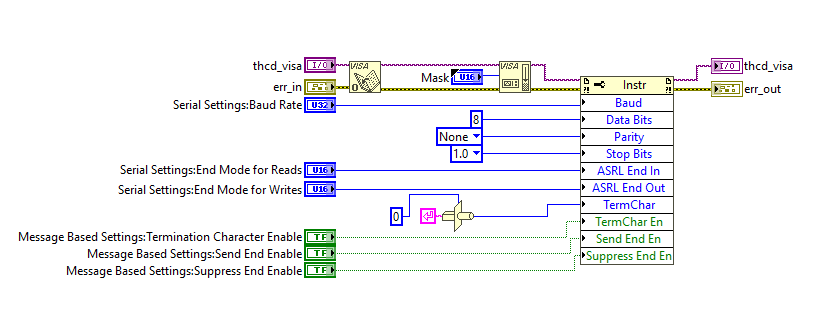 thcd_visa I/O VISA VISA I/O thcd_visa
Mask U16 Instr
err_in err_out
Serial Settings:Baud Rate U32 Baud
8 Data Bits
None Parity
1.0 Stop Bits
Serial Settings:End Mode for Reads U16 ASRL End In
Serial Settings:End Mode for Writes U16 ASRL End Out
0 TermChar
TermChar En
Message Based Settings:Termination Character Enable TF
Send End En
Message Based Settings:Send End Enable TF
Suppress End En
Message Based Settings:Suppress End Enable TF